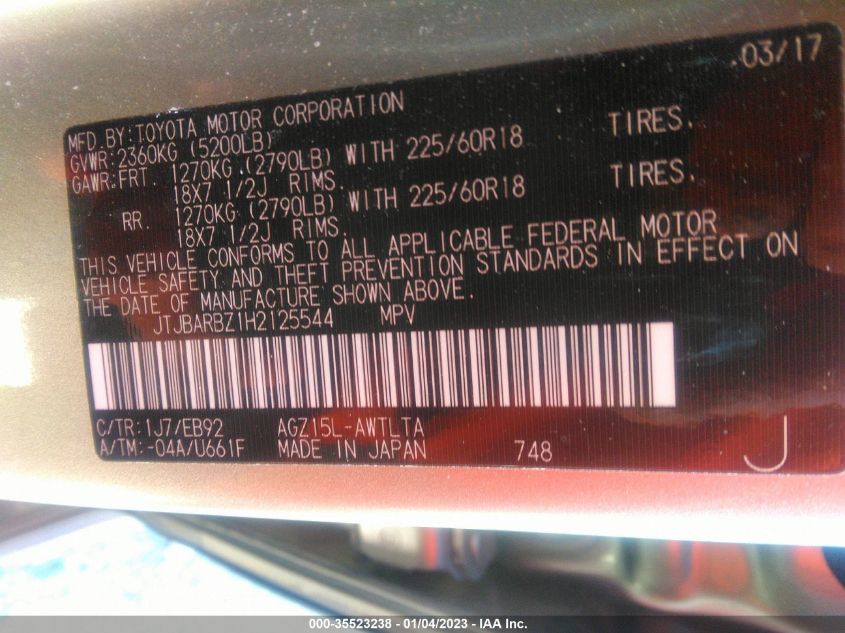 .03/17
MFD.BY:TOYOTA MOTOR CORPORATION
GVWR:2360KG (5200LB)
GAWR:FRT 1270KG (2790LB) WITH 225/60R18 TIRES.
18X7 1/2J RIMS.
RR. 1270KG (2790LB) WITH 225/60R18 TIRES.
18X7 1/2J RIMS.
THIS VEHICLE CONFORMS TO ALL APPLICABLE FEDERAL MOTOR
VEHICLE SAFETY AND THEFT PREVENTION STANDARDS IN EFFECT ON
THE DATE OF MANUFACTURE SHOWN ABOVE.
JTJBARBZ1H2125544 MPV
C/TR:1J7/EB92 AGZ15L-AWTLTA
A/TM:-04A/U661F MADE IN JAPAN 748 J
000-35523238 - 01/04/2023 - IAA Inc.